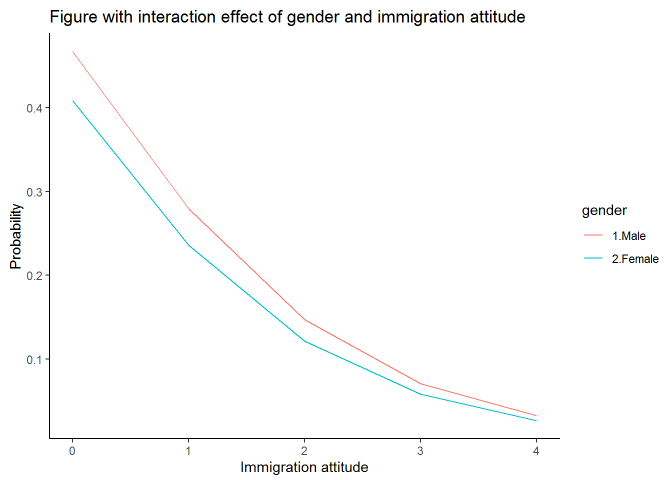 Figure with interaction effect of gender and immigration attitude
Probability
0.4
0.3
0.2
0.1
0 1 2 3 4
Immigration attitude
gender
1.Male
2.Female